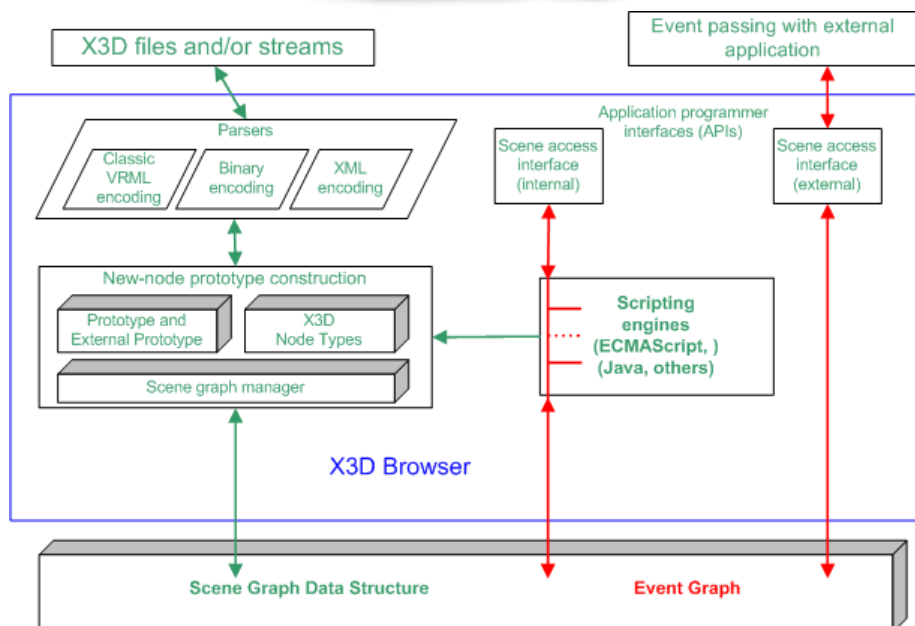 X3D files and/or streams
Event passing with external
application
Parsers
Classic
VRML
encoding
Binary
encoding
XML
encoding
Application programmer
interfaces (APIs)
Scene access
interface
(internal)
Scene access
interface
(external)
New-node prototype construction
Prototype and
External Prototype
X3D
Node Types
Scene graph manager
Scripting
engines
(ECMAScript, )
(Java, others)
X3D Browser
Scene Graph Data Structure
Event Graph